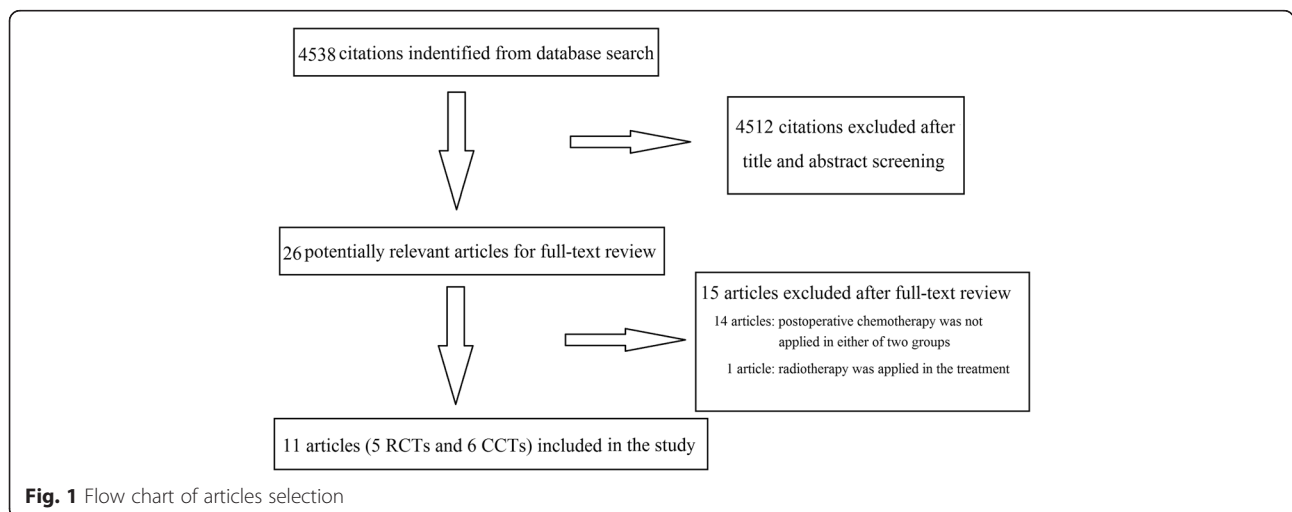 4538 citations indentified from database search
4512 citations excluded after
title and abstract screening
26 potentially relevant articles for full-text review
15 articles excluded after full-text review
14 articles: postoperative chemotherapy was not
applied in either of two groups
1 article: radiotherapy was applied in the treatment
11 articles (5 RCTs and 6 CCTs) included in the study
Fig. 1 Flow chart of articles selection